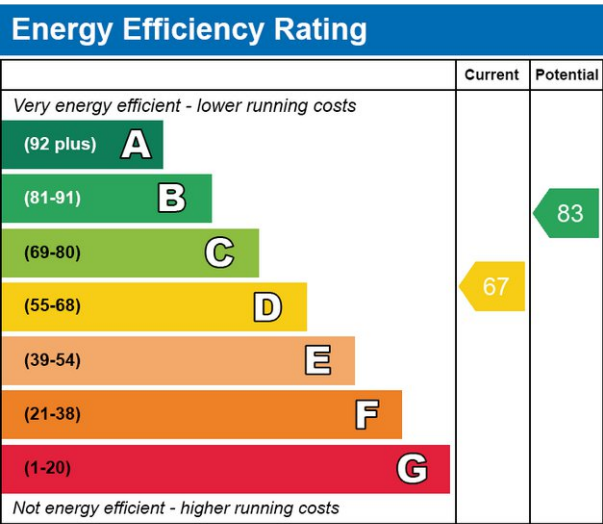 Energy Efficiency Rating
Current Potential
Very energy efficient - lower running costs
(92 plus) A
(81-91) B
83
(69-80) C
67
(55-68) D
(39-54) E
(21-38) F
(1-20) G
Not energy efficient - higher running costs